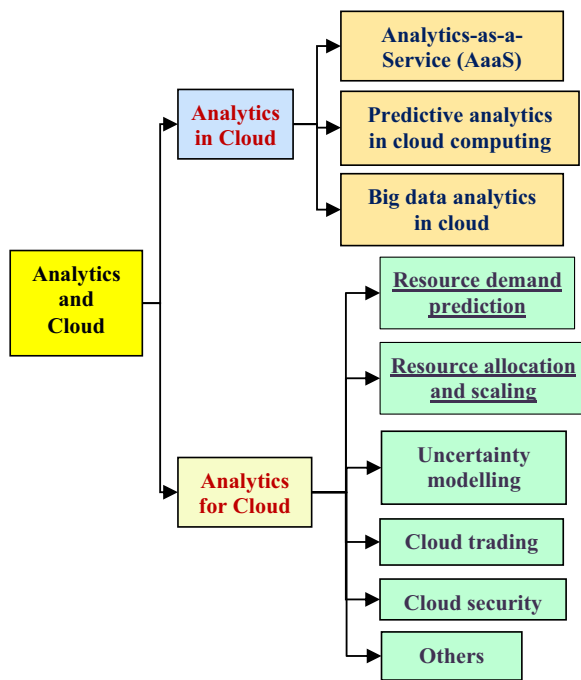 Analytics-as-a-
Service (AaaS)
Analytics
in Cloud
Predictive analytics
in cloud computing
Big data analytics
in cloud
Analytics
and
Cloud
Resource demand
prediction
Resource allocation
and scaling
Uncertainty
modelling
Analytics
for Cloud
Cloud trading
Cloud security
Others